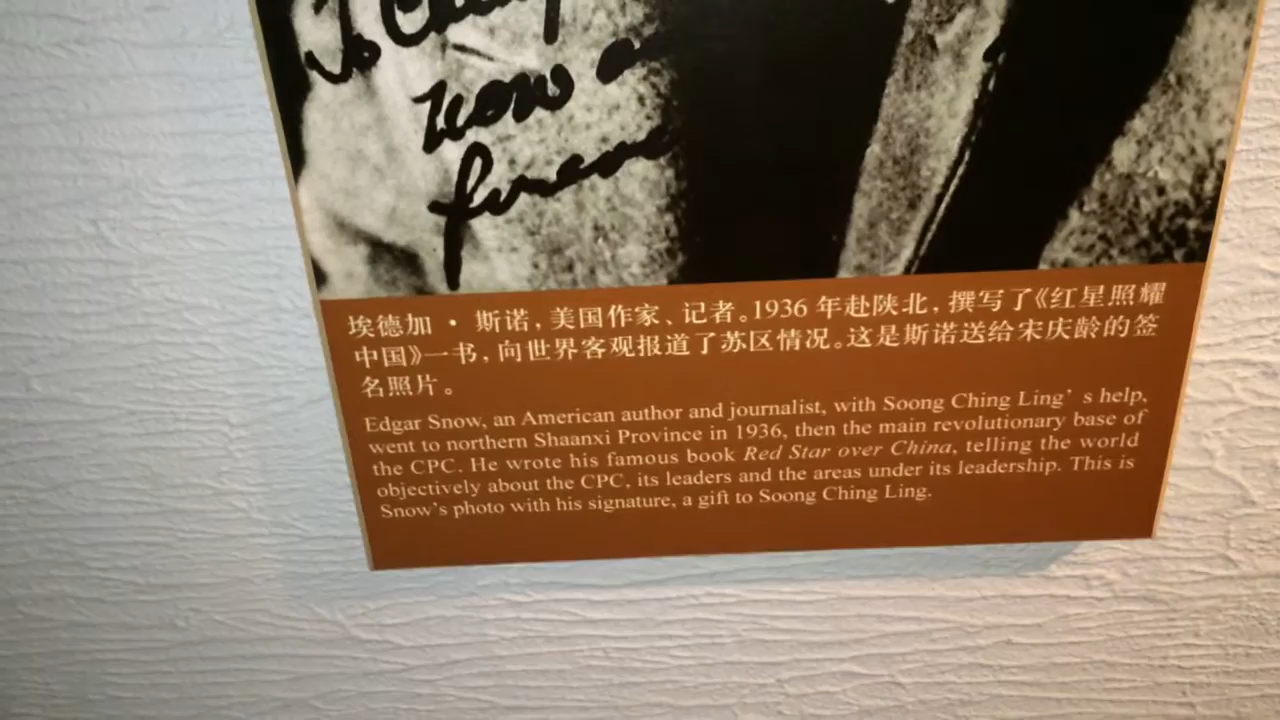 To
now
埃德加 · 斯诺，美国作家、记者。1936 年赴陕北，撰写了《红星照耀
中国》一书，向世界客观报道了苏区情况。这是斯诺送给宋庆龄的签
名照片。
Edgar Snow, an American author and journalist, with Soong Ching Ling’ s help,
went to northern Shaanxi Province in 1936, then the main revolutionary base of
the CPC. He wrote his famous book Red Star over China, telling the world
objectively about the CPC, its leaders and the areas under its leadership. This is
Snow’s photo with his signature, a gift to Soong Ching Ling.